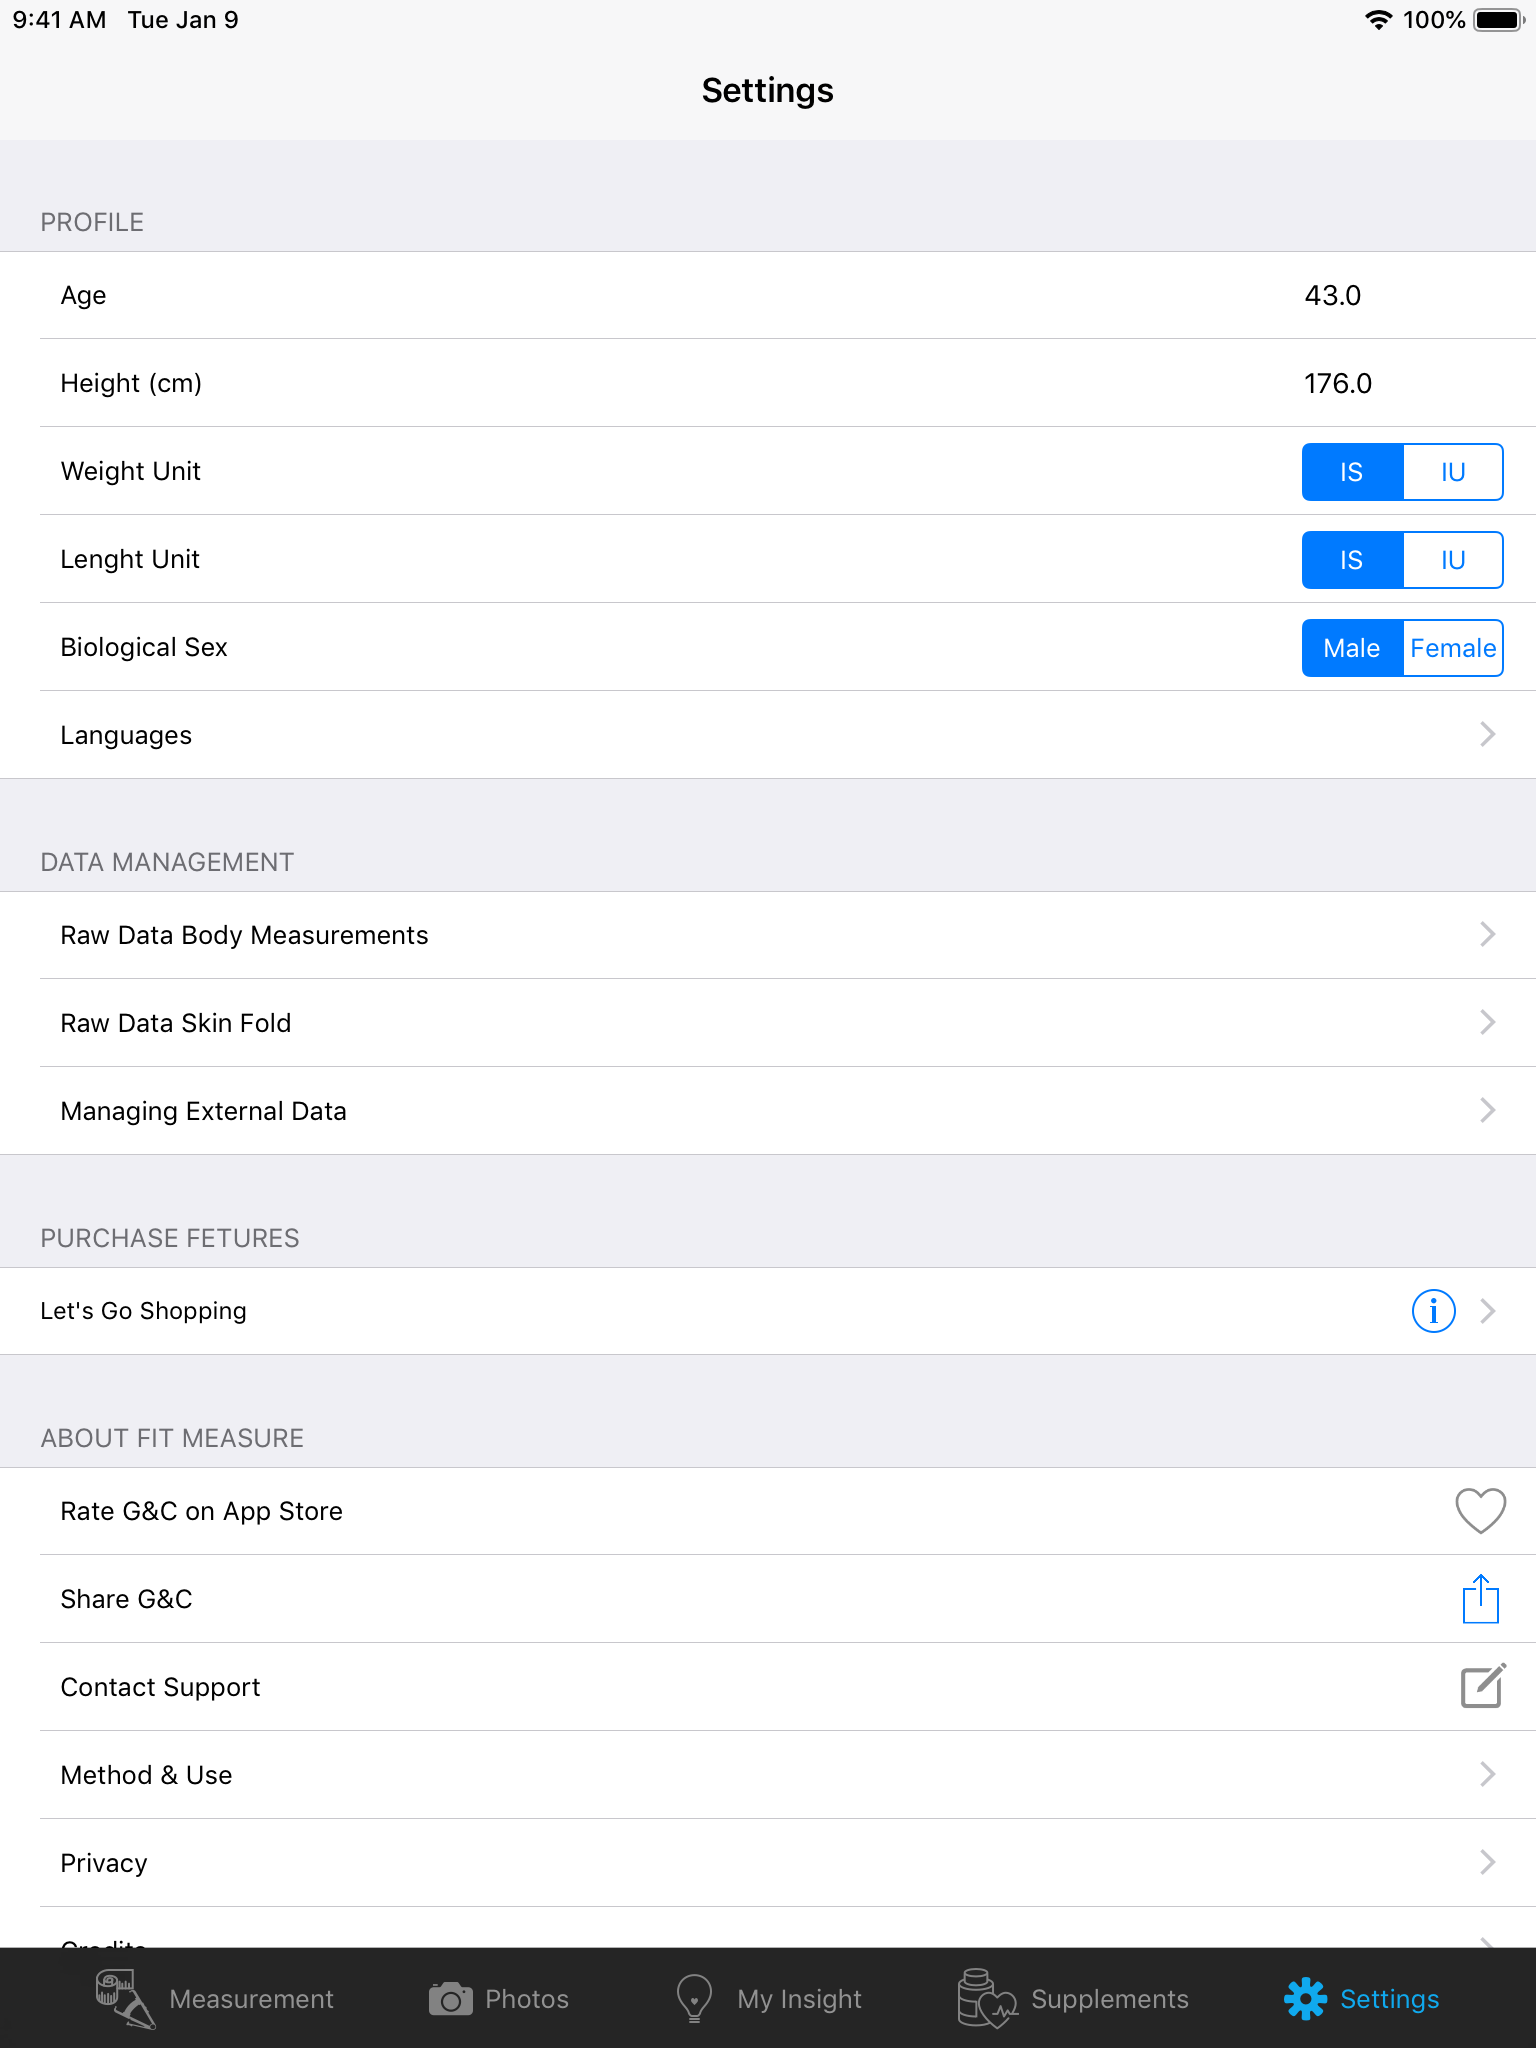 9:41 AM Tue Jan 9 100%
Settings
PROFILE
Age 43.0
Height (cm) 176.0
Weight Unit IS IU
Lenght Unit IS IU
Biological Sex Male Female
Languages
DATA MANAGEMENT
Raw Data Body Measurements
Raw Data Skin Fold
Managing External Data
PURCHASE FETURES
Let's Go Shopping
ABOUT FIT MEASURE
Rate G&C on App Store
Share G&C
Contact Support
Method & Use
Privacy
Credits
Measurement Photos My Insight Supplements Settings